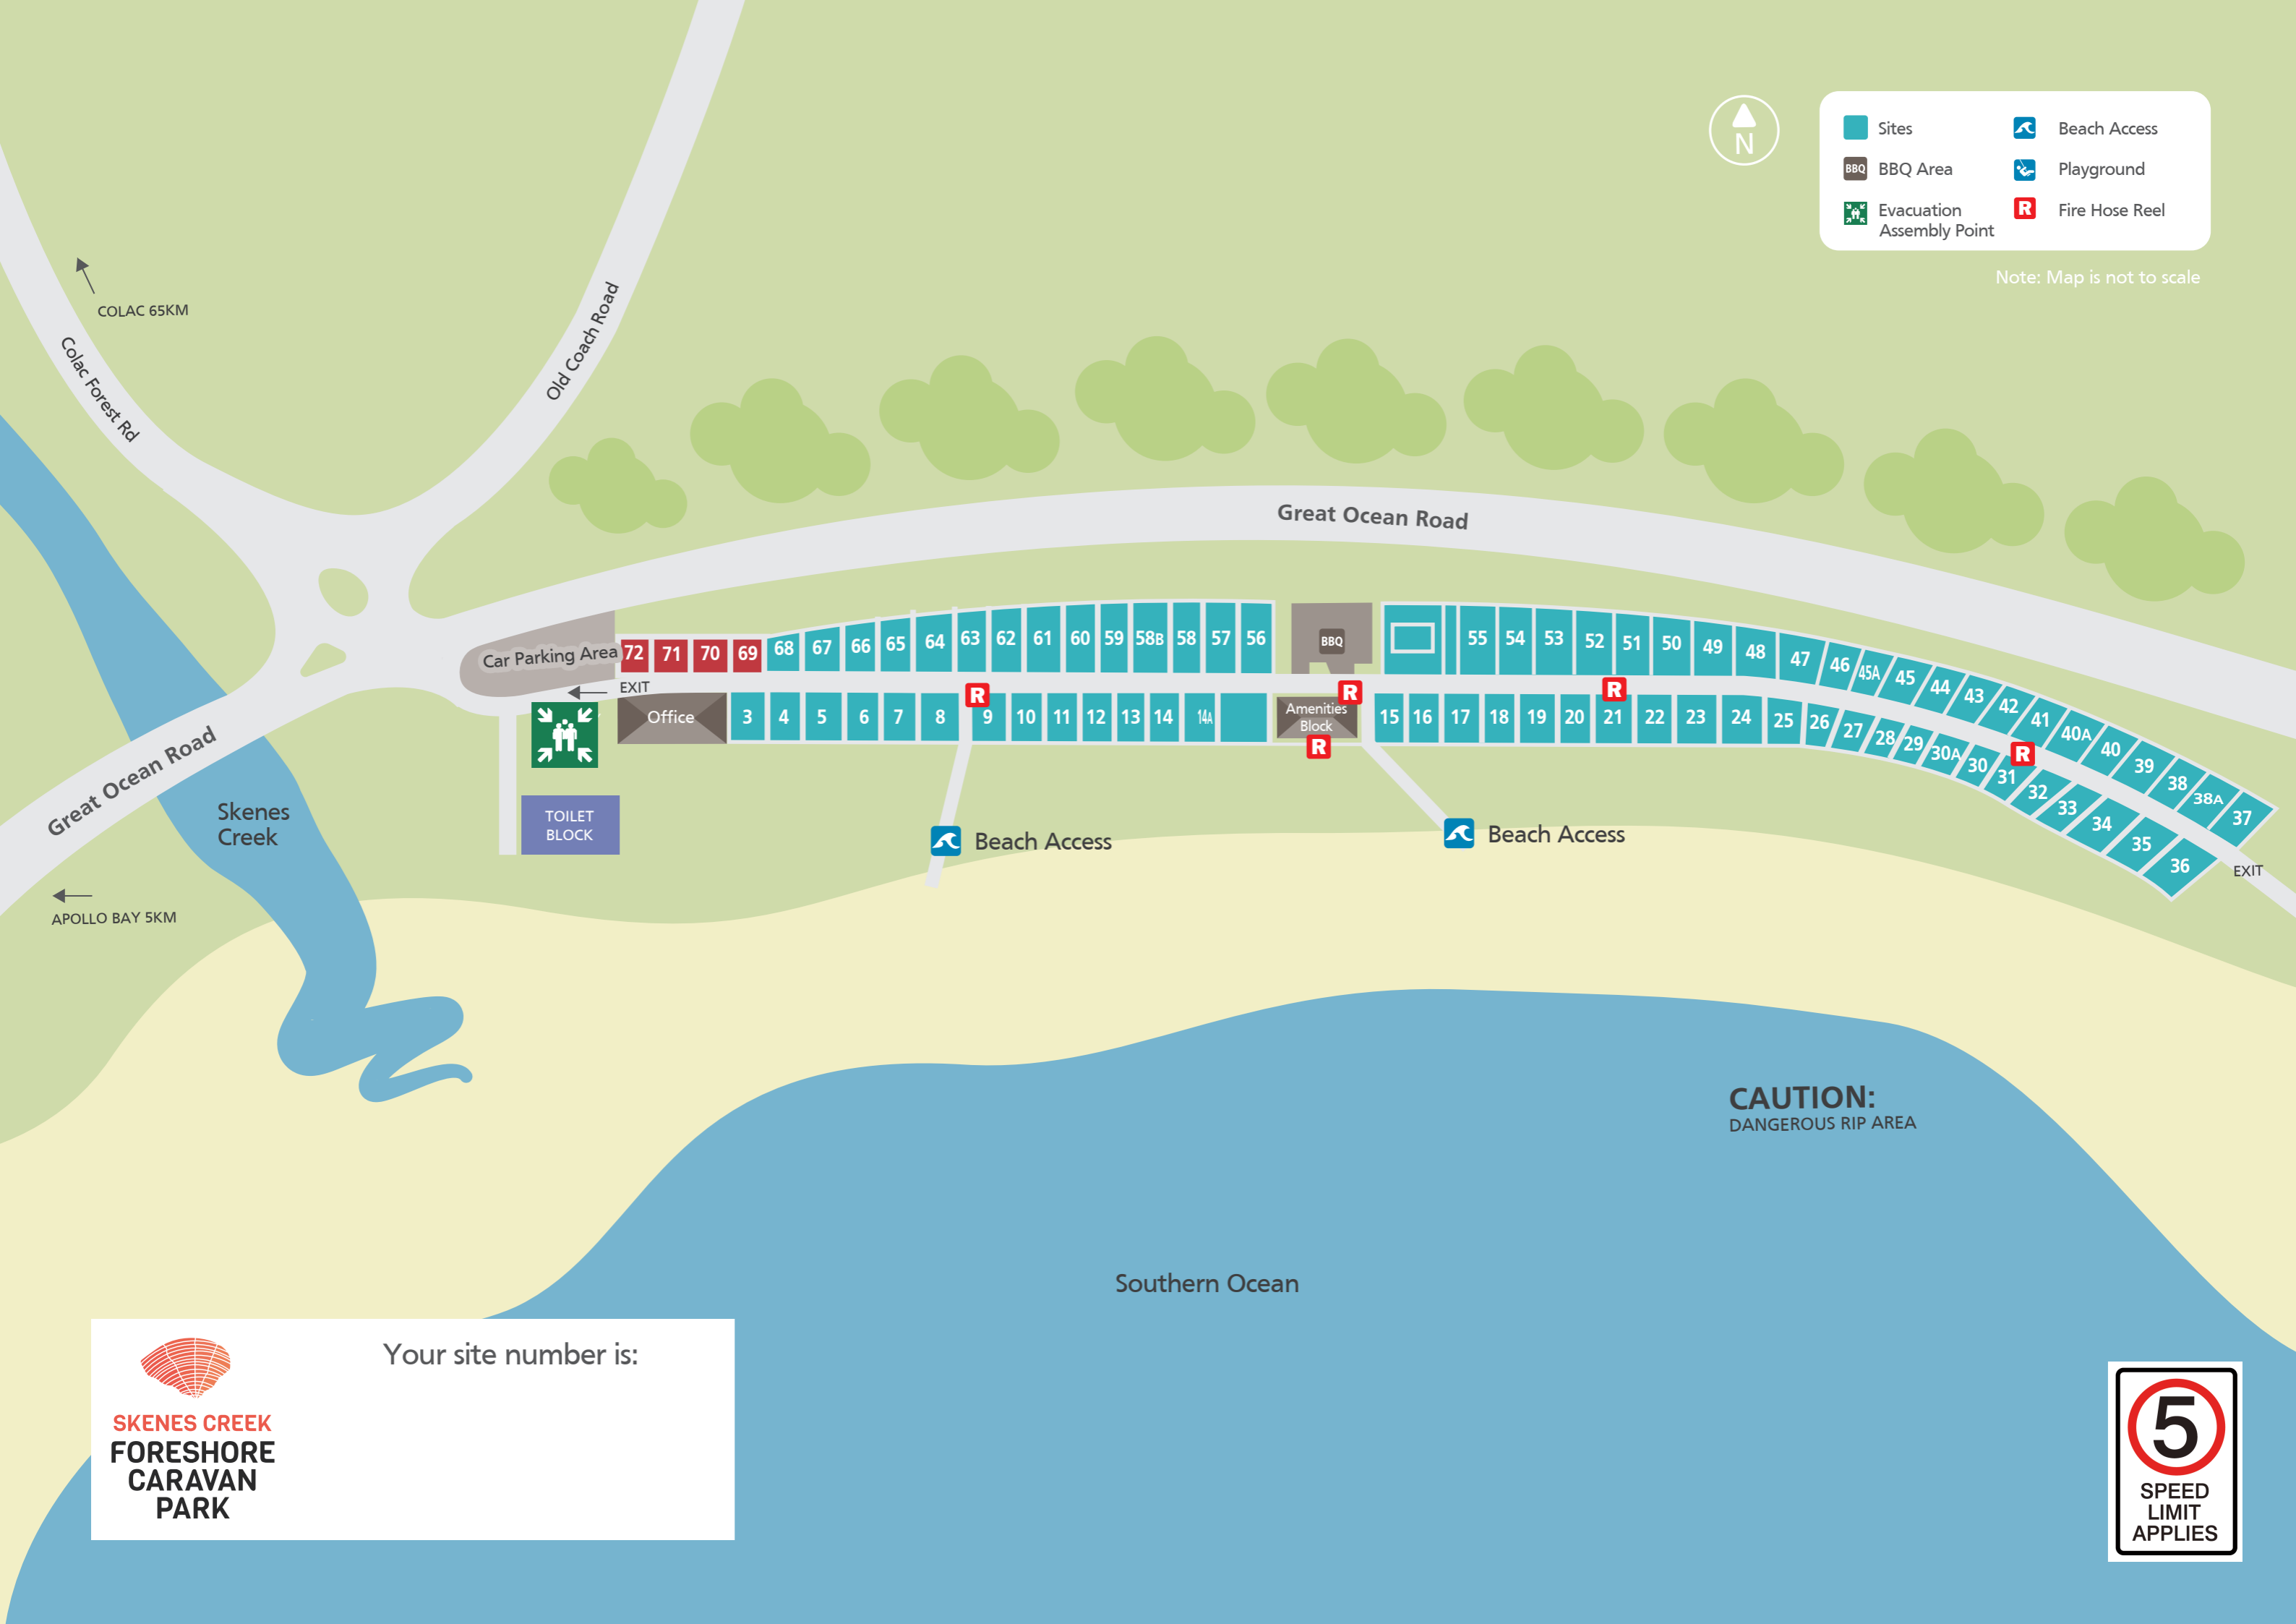 N
Sites
Beach Access
BBQ
BBQ Area
Playground
Evacuation
Assembly Point
R
Fire Hose Reel
Note: Map is not to scale
COLAC 65KM
Colac Forest Rd
Old Coach Road
Great Ocean Road
Car Parking Area
72 71 70 69 68 67 66 65 64 63 62 61 60 59 58B 58 57 56
BBQ
55 54 53 52 51 50 49 48 47 46 45A 45 44 43 42 41 40A 40 39 38 38A 37
EXIT
R
R
R
R
R
Office
3 4 5 6 7 8 9 10 11 12 13 14 14A
Amenities
Block
15 16 17 18 19 20 21 22 23 24 25 26 27 28 29 30A 30 31 32 33 34 35 36
EXIT
TOILET
BLOCK
Great Ocean Road
Skenes
Creek
Beach Access
Beach Access
APOLLO BAY 5KM
CAUTION:
DANGEROUS RIP AREA
Southern Ocean
Your site number is:
SKENES CREEK
FORESHORE
CARAVAN
PARK
5
SPEED
LIMIT
APPLIES